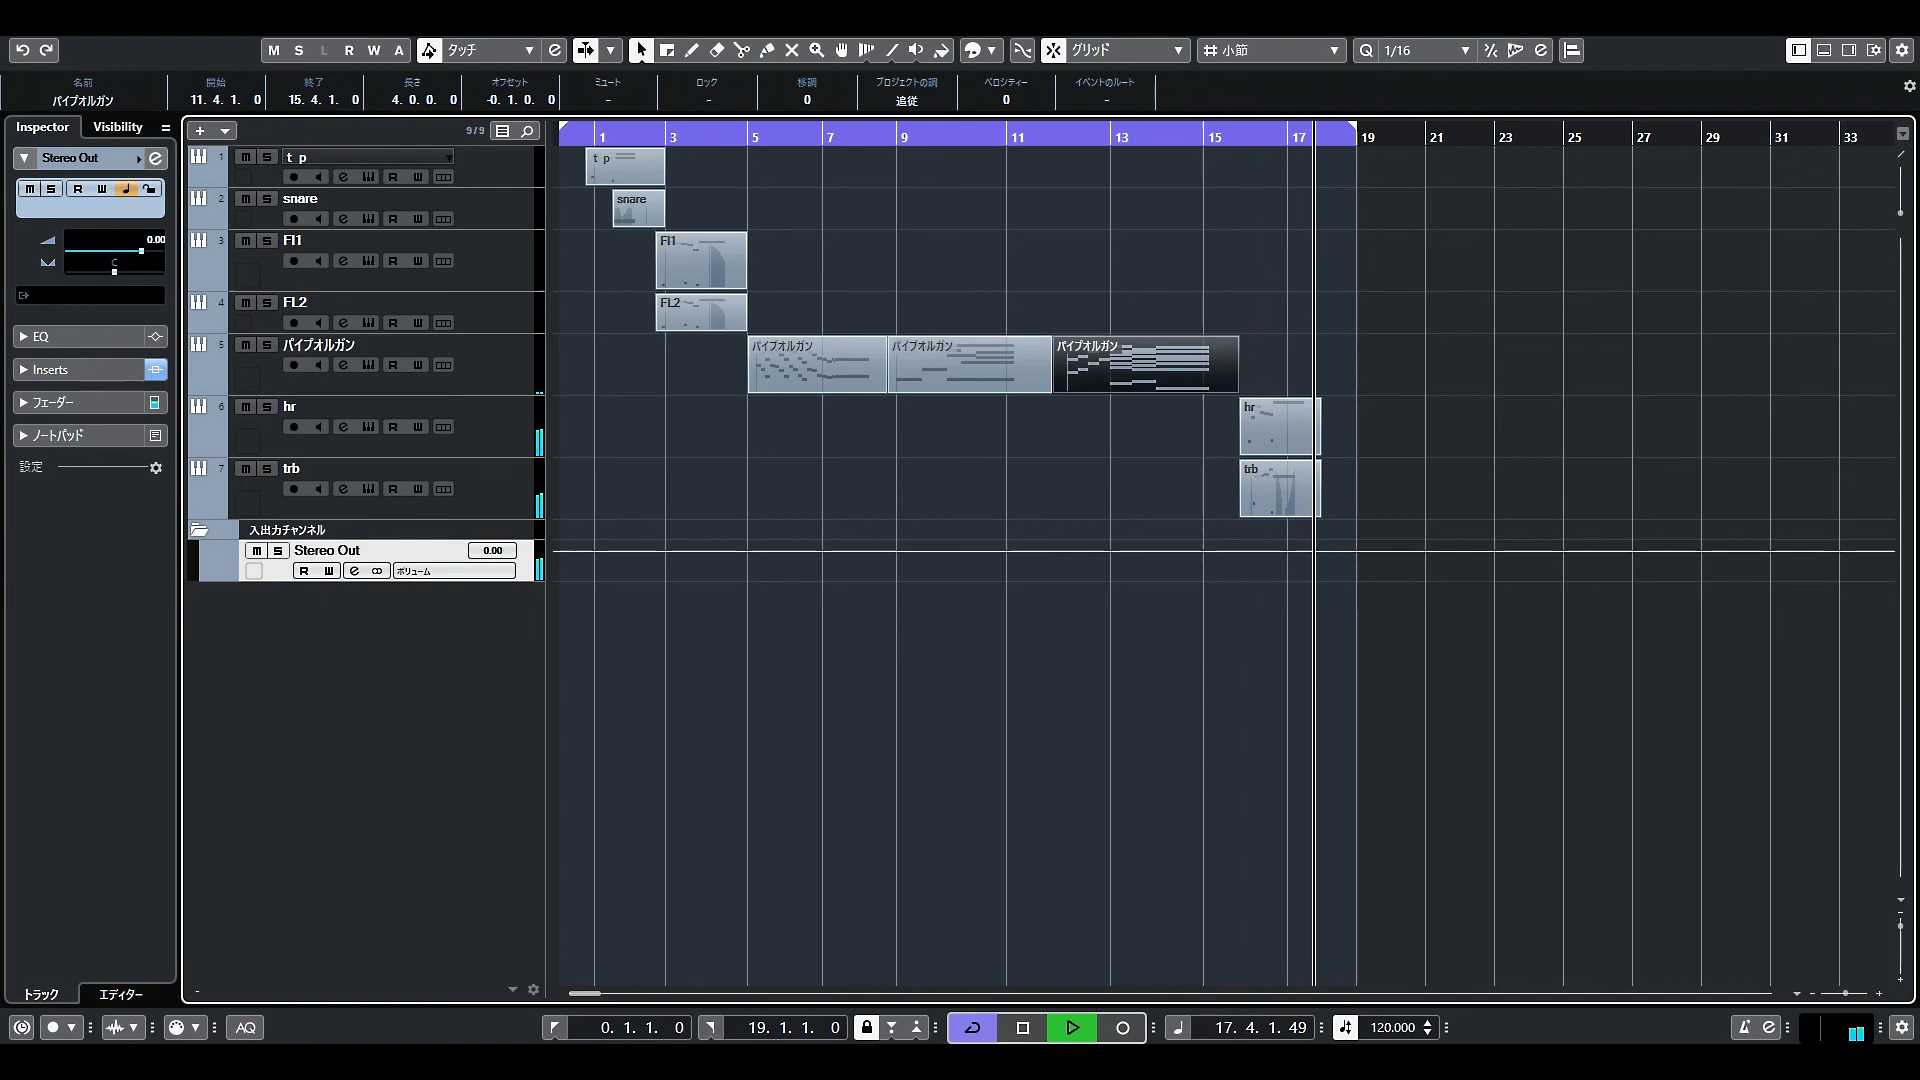 M S L R W A タッチ グリッド 小節 Q 1/16
名前 開始 終了 長さ オフセット ミュート ロック 移調 プロジェクトの調 ベロシティー イベントのルート
パイプオルガン 11. 4. 1. 0 15. 4. 1. 0 4. 0. 0. 0 -0. 1. 0. 0 - - 0 追従 0 -
Inspector Visibility
9/9
1 3 5 7 9 11 13 15 17 19 21 23 25 27 29 31 33
Stereo Out
M S R W
0.00
C
EQ
Inserts
フェーダー
ノートパッド
設定
1 m S t p
R W
t p
2 m S snare
R W
snare
3 m S Fl1
R W
Fl1
4 m S FL2
R W
FL2
5 m S パイプオルガン
R W
パイプオルガン パイプオルガン パイプオルガン
6 m S hr
R W
hr
7 m S trb
R W
trb
入出力チャンネル
m S Stereo Out 0.00
R W ボリューム
トラック エディター
AQ 0. 1. 1. 0 19. 1. 1. 0 17. 4. 1. 49 120.000